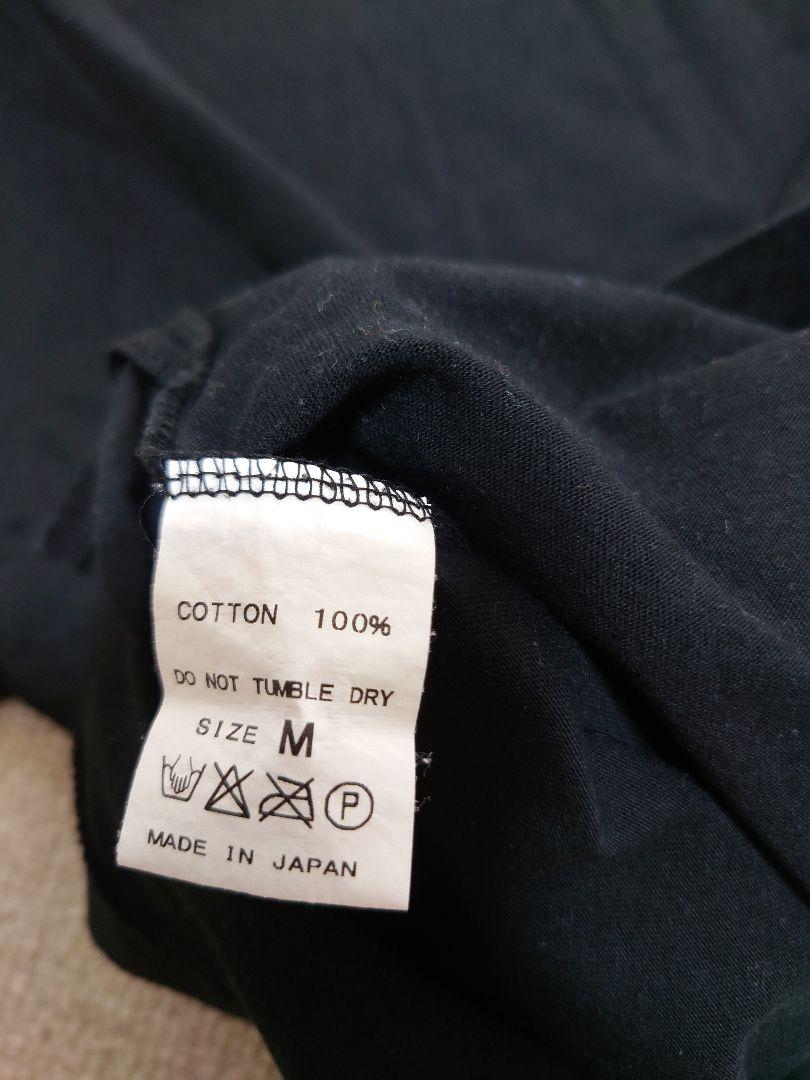 COTTON 100%
DO NOT TUMBLE DRY
SIZE M
P
MADE IN JAPAN